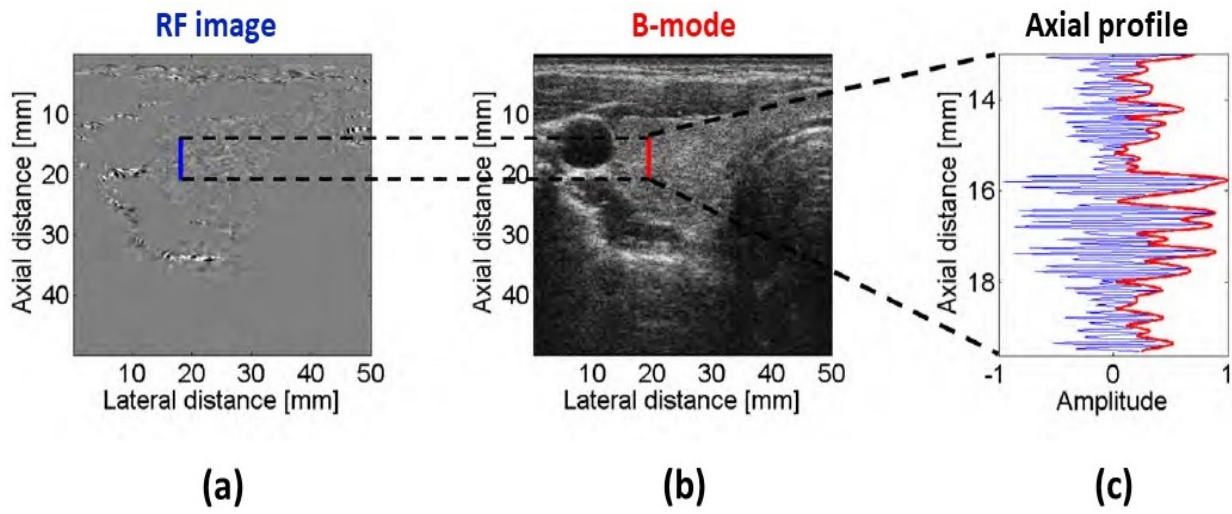 RF image
B-mode
Axial profile
Axial distance [mm]
10
20
30
40
10 20 30 40 50
Lateral distance [mm]
Axial distance [mm]
10
20
30
40
10 20 30 40 50
Lateral distance [mm]
Axial distance [mm]
14
16
18
-1 0 1
Amplitude
(a)
(b)
(c)